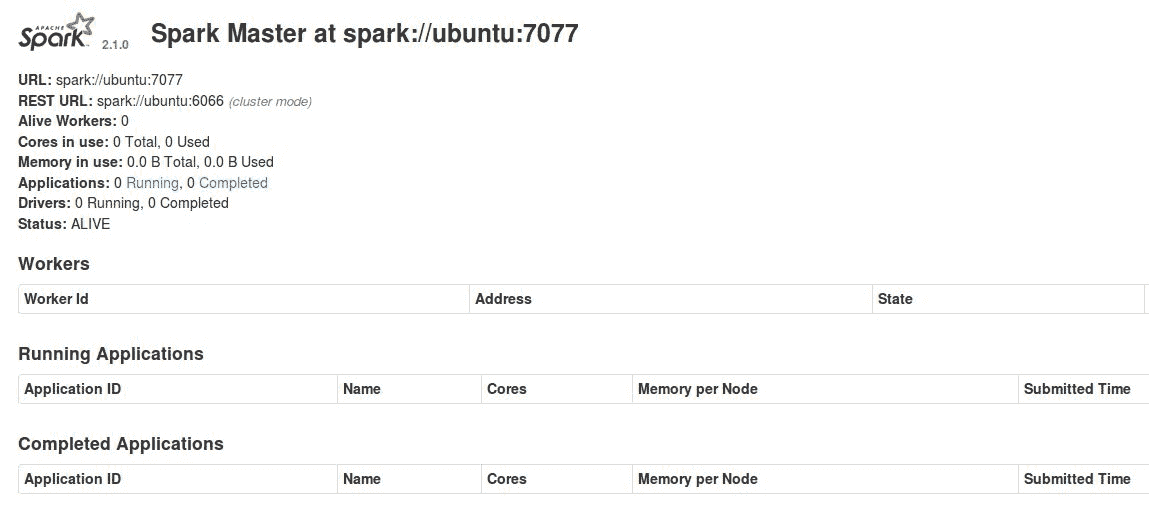 APACHE
Spark 2.1.0 Spark Master at spark://ubuntu:7077
URL: spark://ubuntu:7077
REST URL: spark://ubuntu:6066 (cluster mode)
Alive Workers: 0
Cores in use: 0 Total, 0 Used
Memory in use: 0.0 B Total, 0.0 B Used
Applications: 0 Running, 0 Completed
Drivers: 0 Running, 0 Completed
Status: ALIVE
Workers
Worker Id Address State
Running Applications
Application ID Name Cores Memory per Node Submitted Time
Completed Applications
Application ID Name Cores Memory per Node Submitted Time